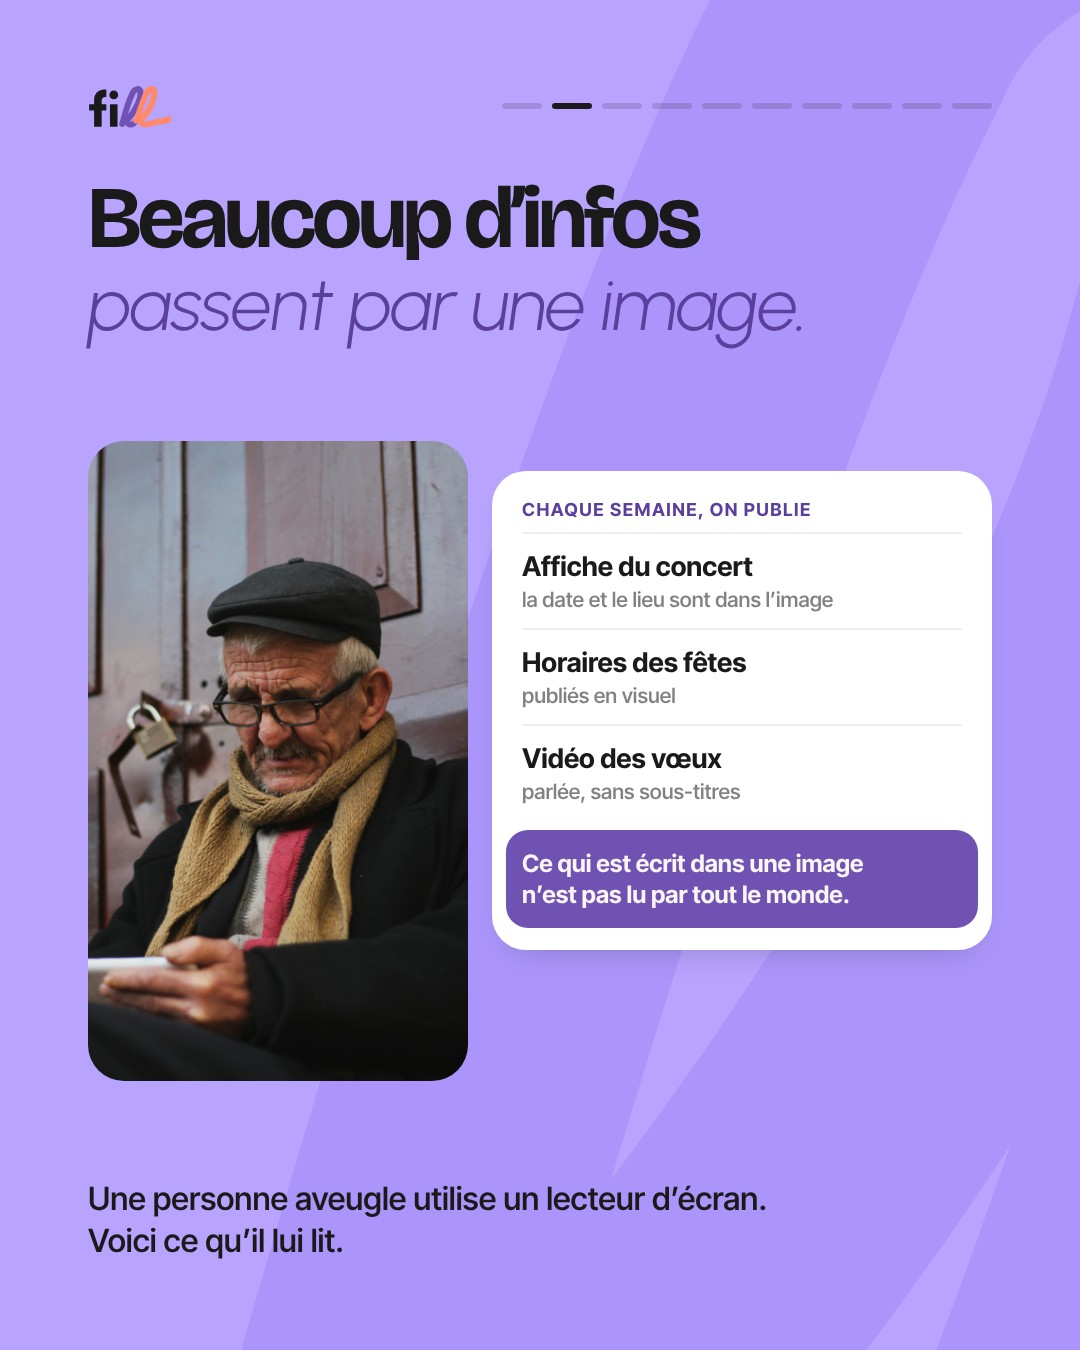 fill
Beaucoup d’infos
passent par une image.
CHAQUE SEMAINE, ON PUBLIE
Affiche du concert
la date et le lieu sont dans l’image
Horaires des fêtes
publiés en visuel
Vidéo des vœux
parlée, sans sous-titres
Ce qui est écrit dans une image
n’est pas lu par tout le monde.
Une personne aveugle utilise un lecteur d’écran.
Voici ce qu’il lui lit.